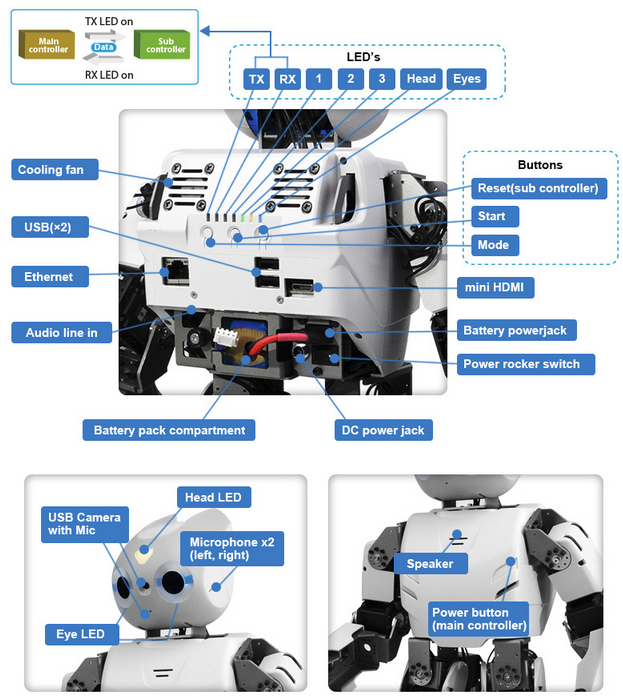 TX LED on
Main
controller
Data
Sub
controller
RX LED on
LED's
TX
RX
1
2
3
Head
Eyes
Cooling fan
Buttons
Reset(sub controller)
Start
Mode
USB(×2)
Ethernet
mini HDMI
Audio line in
Battery powerjack
Power rocker switch
Battery pack compartment
DC power jack
Head LED
USB Camera
with Mic
Microphone x2
(left, right)
Eye LED
Speaker
Power button
(main controller)